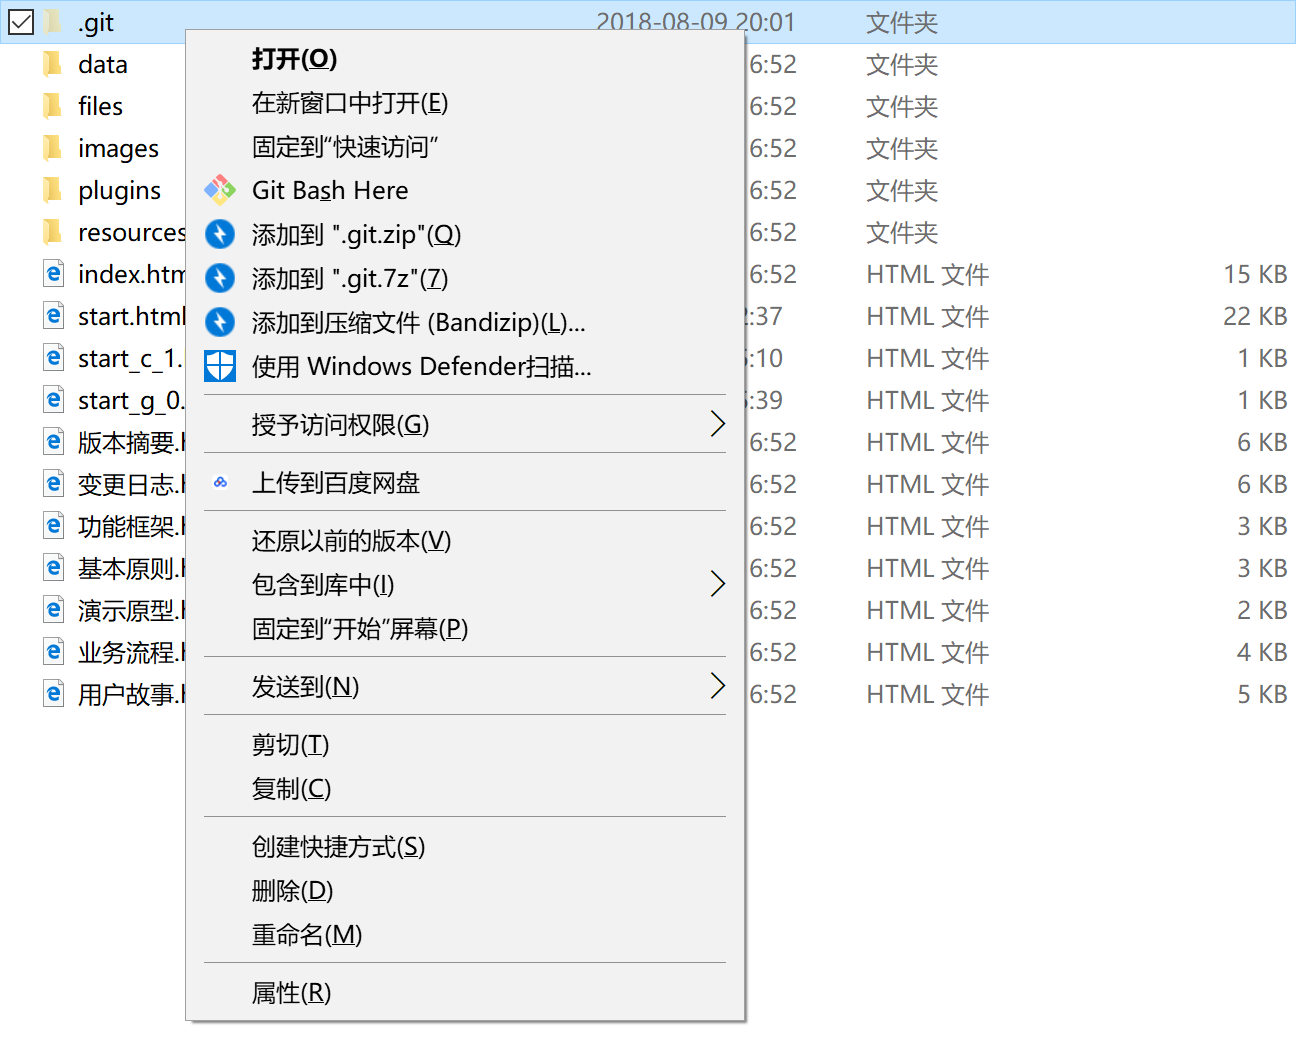 .git 2018-08-09 20:01 文件夹
data 6:52 文件夹
files 6:52 文件夹
images 6:52 文件夹
plugins 6:52 文件夹
resources 6:52 文件夹
index.htm 6:52 HTML 文件 15 KB
start.html :37 HTML 文件 22 KB
start_c_1. :10 HTML 文件 1 KB
start_g_0. :39 HTML 文件 1 KB
版本摘要.h 6:52 HTML 文件 6 KB
变更日志.h 6:52 HTML 文件 6 KB
功能框架.h 6:52 HTML 文件 3 KB
基本原则.h 6:52 HTML 文件 3 KB
演示原型.h 6:52 HTML 文件 2 KB
业务流程.h 6:52 HTML 文件 4 KB
用户故事.h 6:52 HTML 文件 5 KB
打开(O)
在新窗口中打开(E)
固定到“快速访问”
Git Bash Here
添加到 ".git.zip"(Q)
添加到 ".git.7z"(7)
添加到压缩文件 (Bandizip)(L)...
使用 Windows Defender扫描...
授予访问权限(G)
上传到百度网盘
还原以前的版本(V)
包含到库中(I)
固定到“开始”屏幕(P)
发送到(N)
剪切(T)
复制(C)
创建快捷方式(S)
删除(D)
重命名(M)
属性(R)